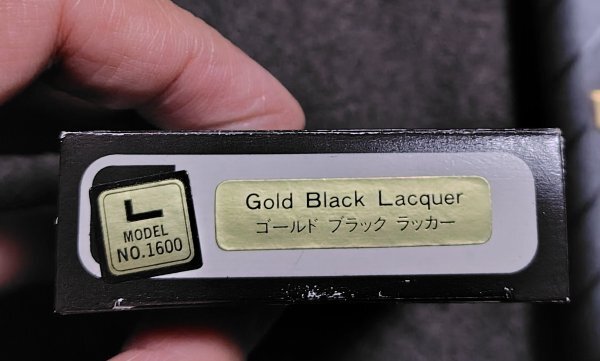 L
MODEL
NO.1600
Gold Black Lacquer
ゴールド ブラック ラッカー